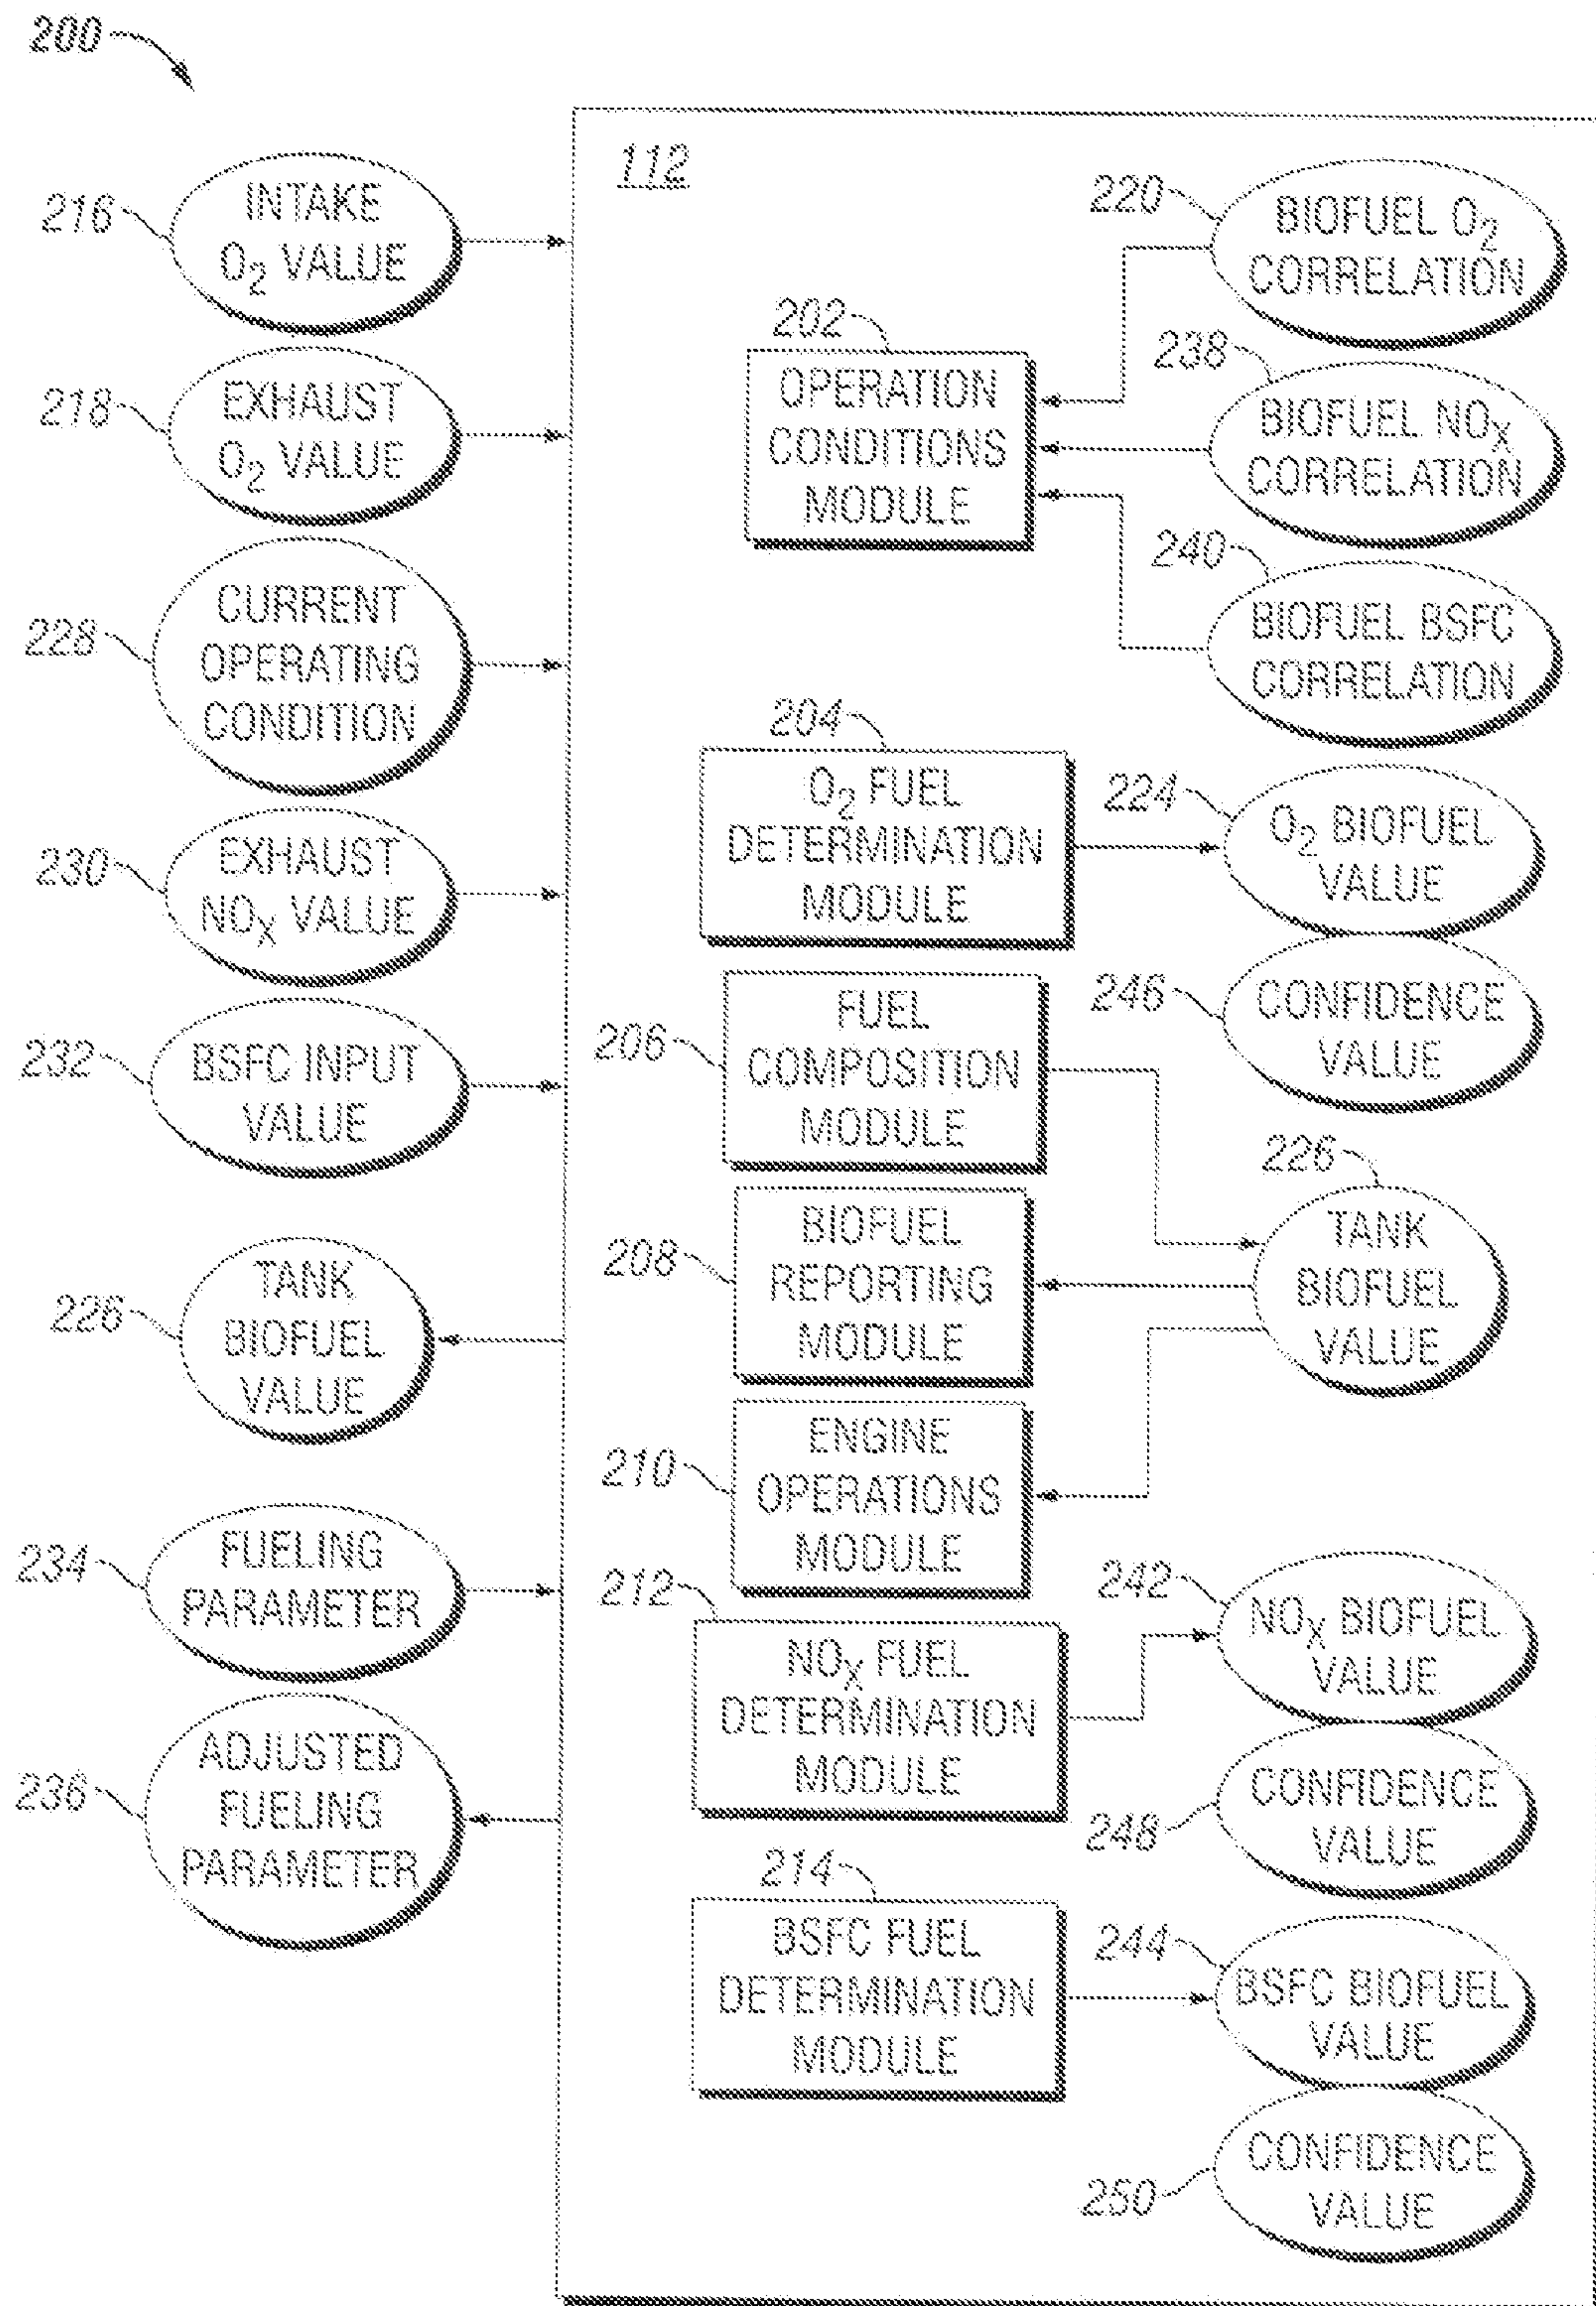 200
112
216
INTAKE
O₂ VALUE
218
EXHAUST
O₂ VALUE
228
CURRENT
OPERATING
CONDITION
230
EXHAUST
NOₓ VALUE
232
BSFC INPUT
VALUE
226
TANK
BIOFUEL
VALUE
234
FUELING
PARAMETER
236
ADJUSTED
FUELING
PARAMETER
202
OPERATION
CONDITIONS
MODULE
220
BIOFUEL O₂
CORRELATION
238
BIOFUEL NOₓ
CORRELATION
240
BIOFUEL BSFC
CORRELATION
204
O₂ FUEL
DETERMINATION
MODULE
224
O₂ BIOFUEL
VALUE
246
CONFIDENCE
VALUE
206
FUEL
COMPOSITION
MODULE
226
TANK
BIOFUEL
VALUE
208
BIOFUEL
REPORTING
MODULE
210
ENGINE
OPERATIONS
MODULE
212
NOₓ FUEL
DETERMINATION
MODULE
242
NOₓ BIOFUEL
VALUE
248
CONFIDENCE
VALUE
214
BSFC FUEL
DETERMINATION
MODULE
244
BSFC BIOFUEL
VALUE
250
CONFIDENCE
VALUE